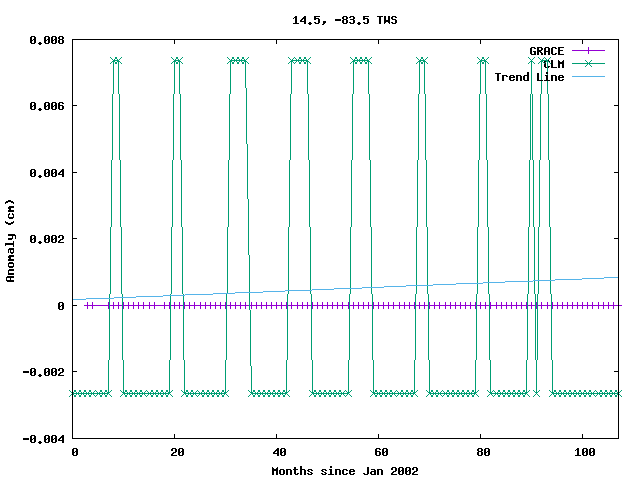 14.5, -83.5 TWS
GRACE
CLM
Trend Line
0.008
0.006
0.004
0.002
0
-0.002
-0.004
Anomaly (cm)
0 20 40 60 80 100
Months since Jan 2002